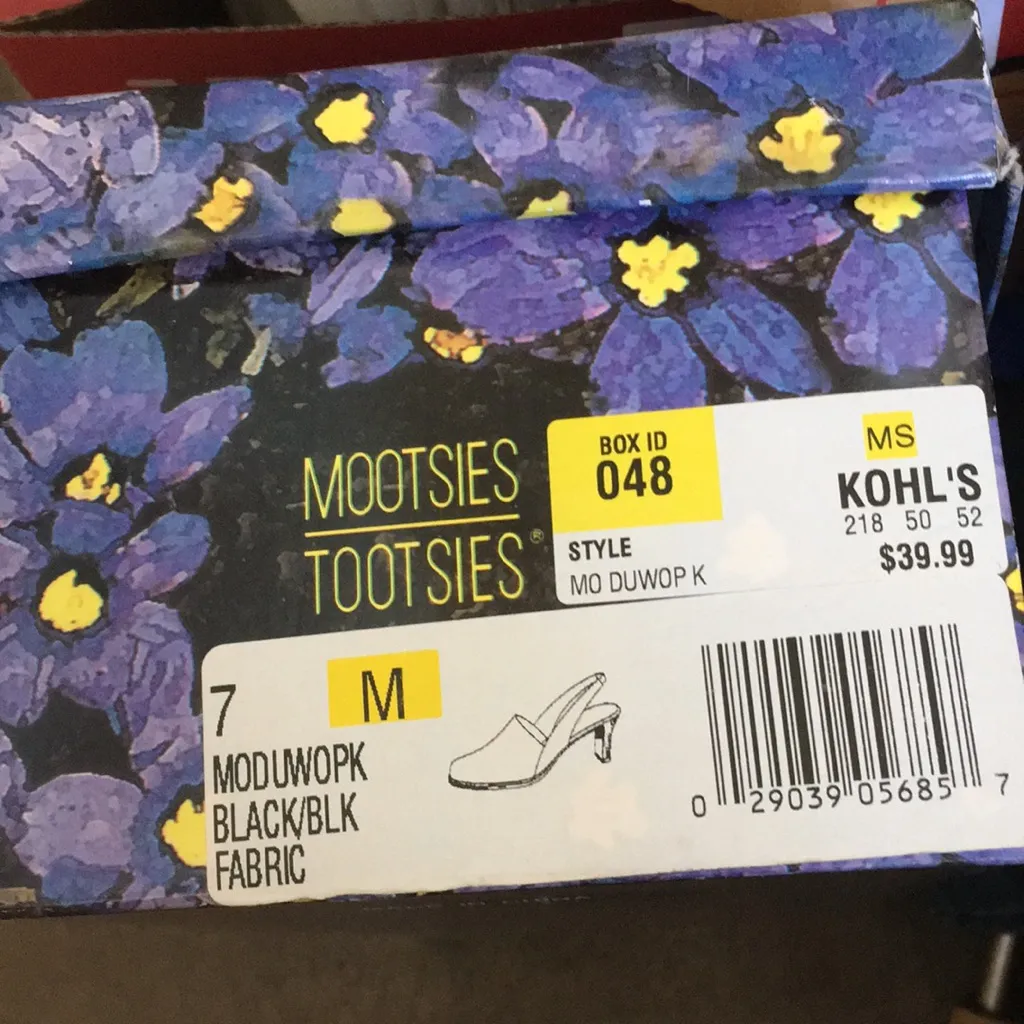 MOOTSIES
TOOTSIES®
BOX ID
048
STYLE
MO DUWOP K
MS
KOHL'S
218 50 52
$39.99
7 M
MODUWOPK
BLACK/BLK
FABRIC
0 29039 05685 7